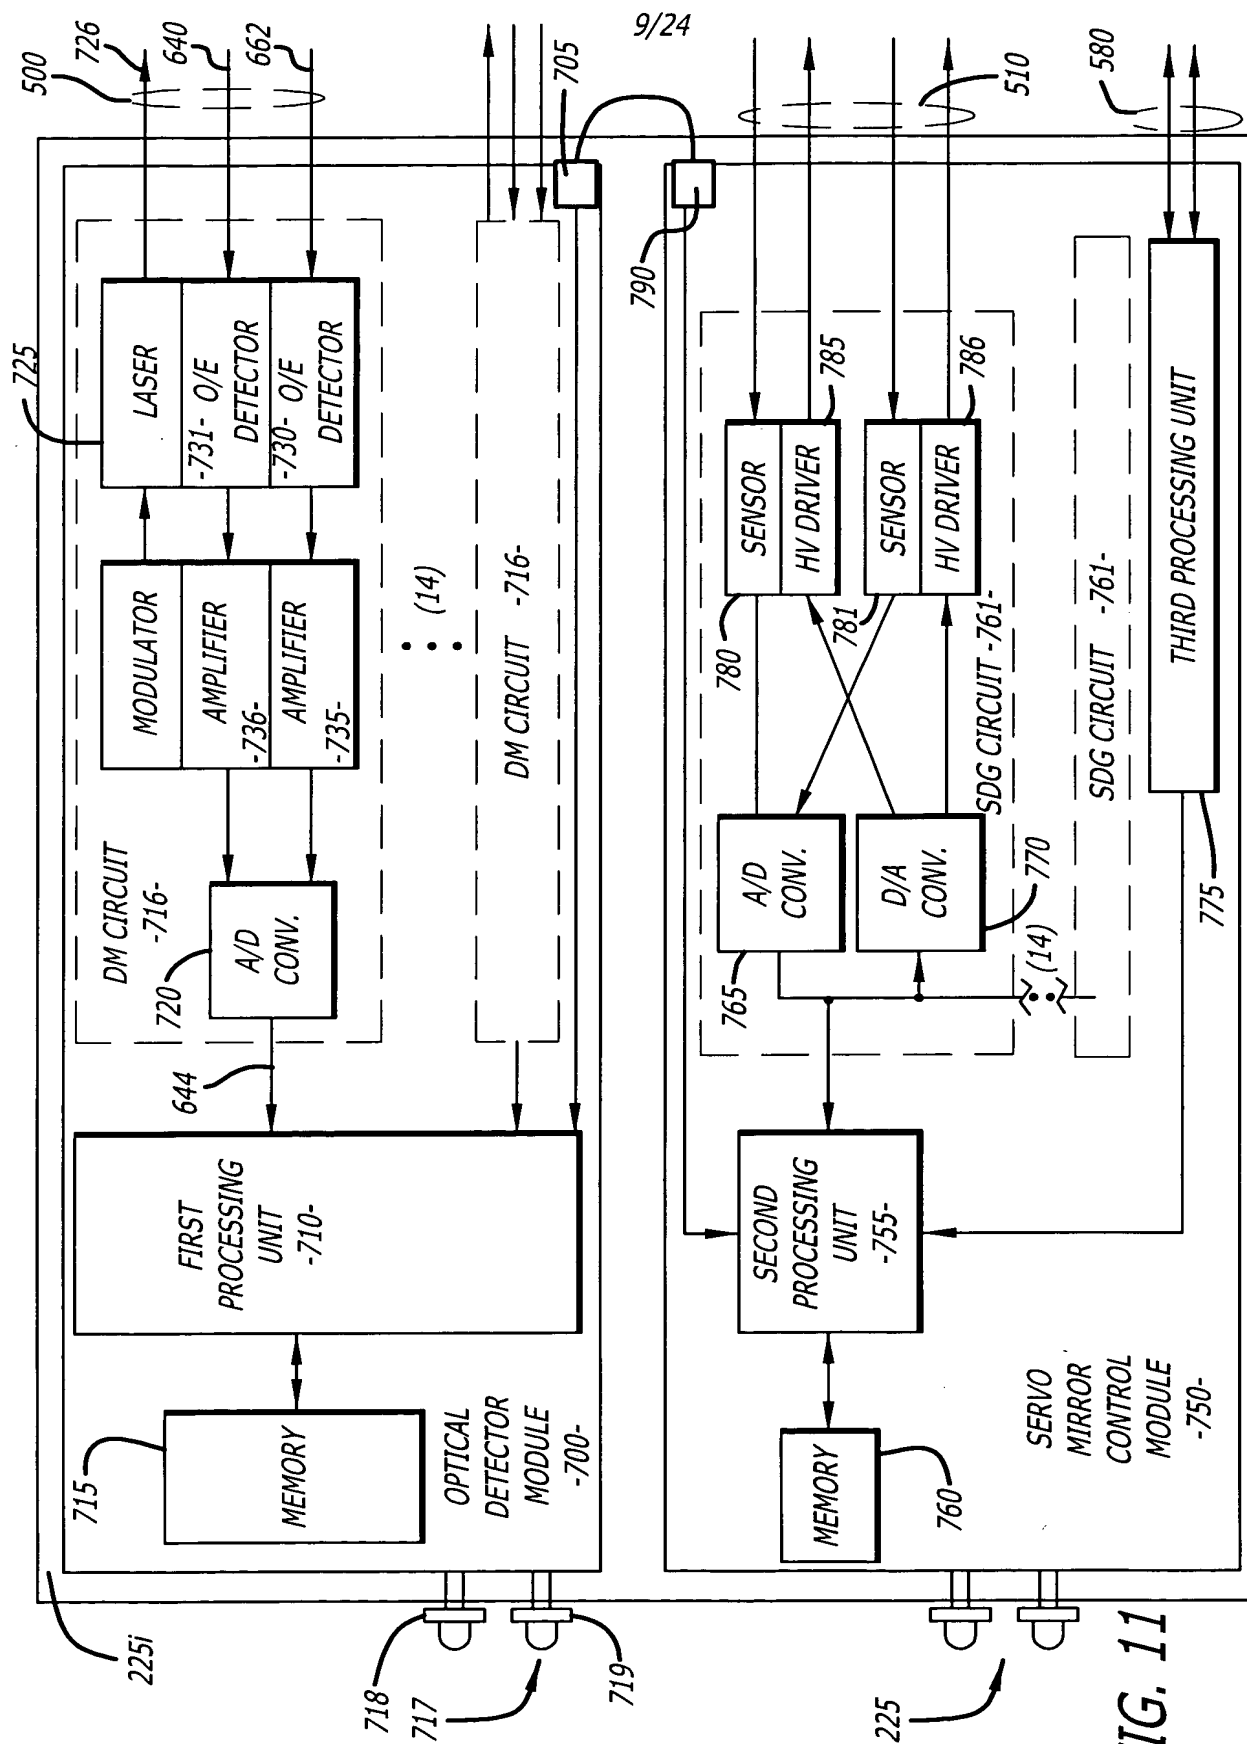 9/24
500
726
640
662
705
725
LASER
-731- O/E
DETECTOR
-730- O/E
DETECTOR
MODULATOR
AMPLIFIER
-736-
AMPLIFIER
-735-
DM CIRCUIT
-716-
720
A/D
CONV.
644
(14)
DM CIRCUIT -716-
FIRST
PROCESSING
UNIT
-710-
715
MEMORY
OPTICAL
DETECTOR
MODULE
-700-
225i
718
717
719
510
580
790
785
786
SENSOR
HV DRIVER
SENSOR
HV DRIVER
780
781
SDG CIRCUIT -761-
A/D
CONV.
D/A
CONV.
765
770
(14)
SDG CIRCUIT -761-
THIRD PROCESSING UNIT
775
SECOND
PROCESSING
UNIT
-755-
MEMORY
760
SERVO
MIRROR
CONTROL
MODULE
-750-
225
FIG. 11